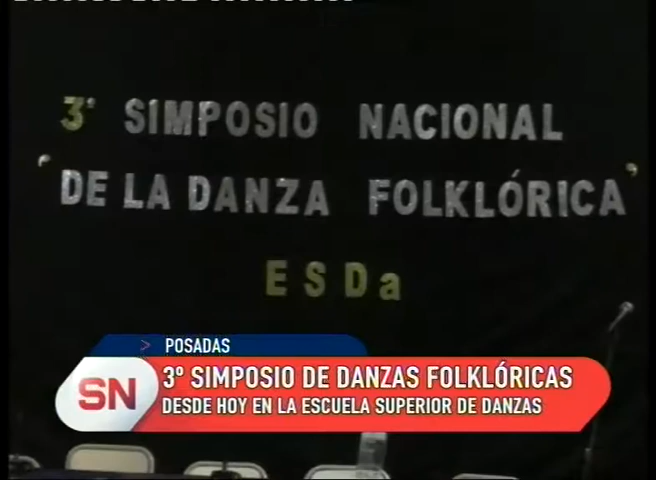 3° SIMPOSIO NACIONAL
"DE LA DANZA FOLKLÓRICA"
ESDa
> POSADAS
SN
3º SIMPOSIO DE DANZAS FOLKLÓRICAS
DESDE HOY EN LA ESCUELA SUPERIOR DE DANZAS